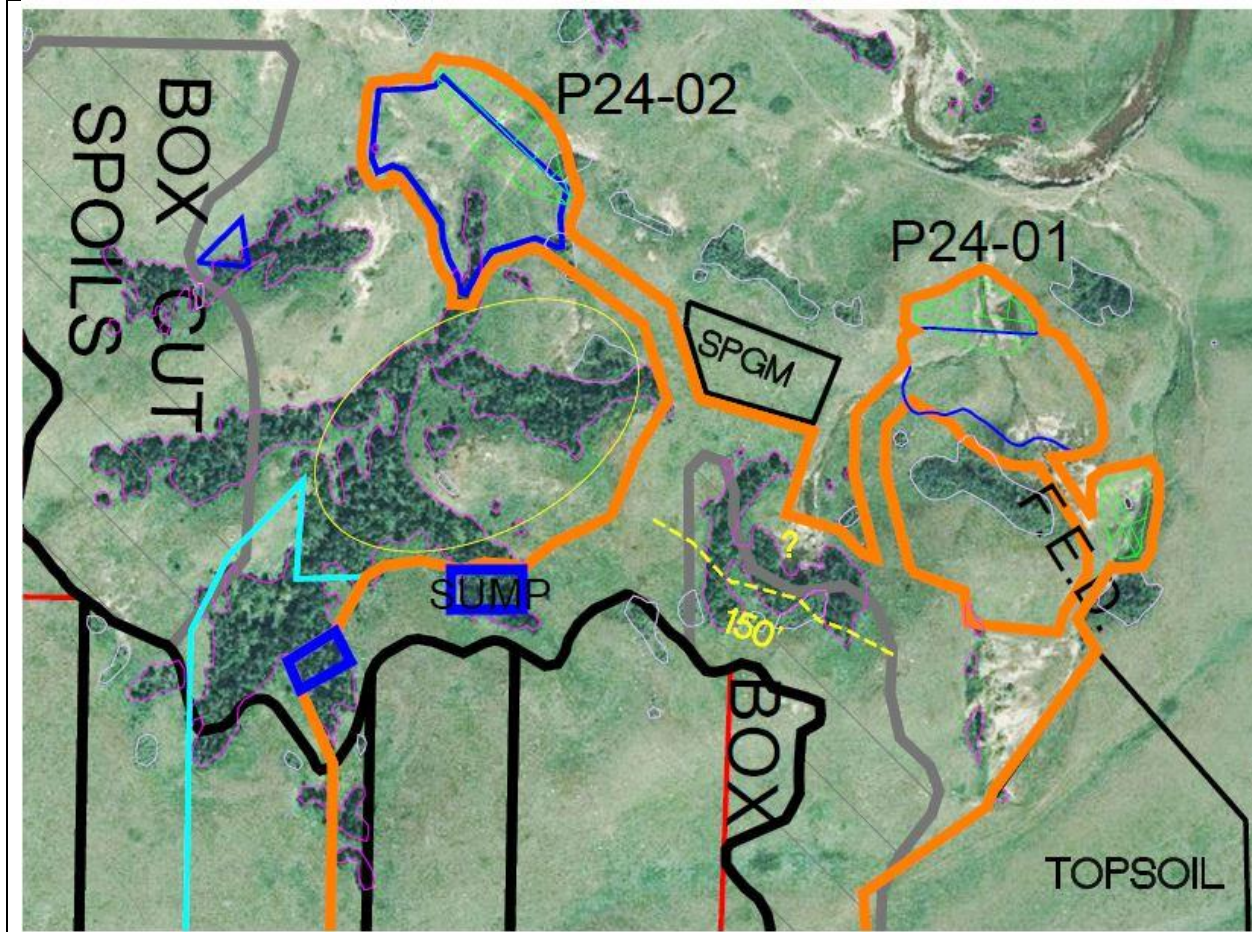 P24-02
BOX CUT
SPOILS
P24-01
SPGM
F.E.D.
?
SUMP
150'
BOX
TOPSOIL